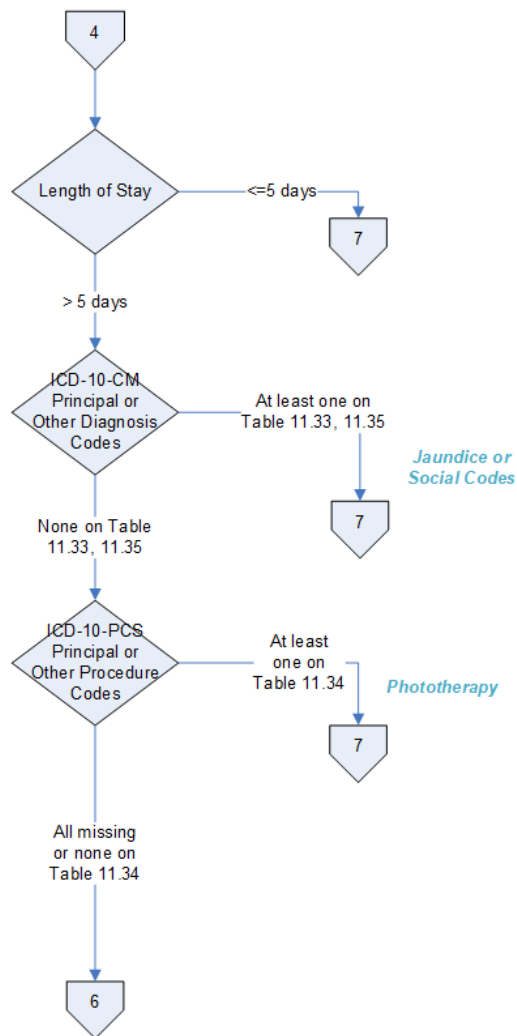 4
Length of Stay
<=5 days
7
> 5 days
ICD-10-CM
Principal or
Other Diagnosis
Codes
At least one on
Table 11.33, 11.35
Jaundice or
Social Codes
7
None on Table
11.33, 11.35
ICD-10-PCS
Principal or
Other Procedure
Codes
At least
one on
Table 11.34
Phototherapy
7
All missing
or none on
Table 11.34
6